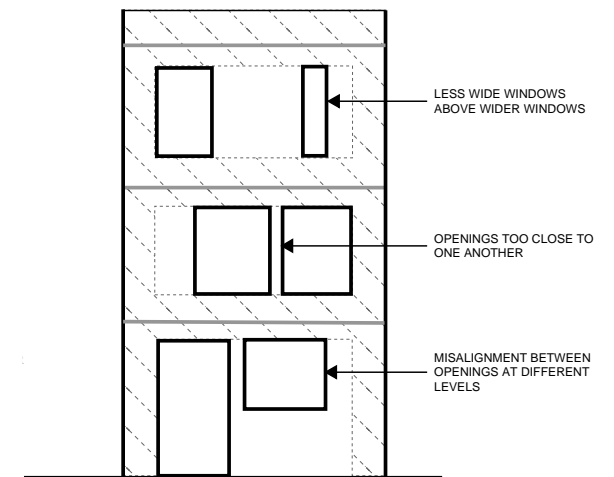 LESS WIDE WINDOWS
ABOVE WIDER WINDOWS
OPENINGS TOO CLOSE TO
ONE ANOTHER
MISALIGNMENT BETWEEN
OPENINGS AT DIFFERENT
LEVELS